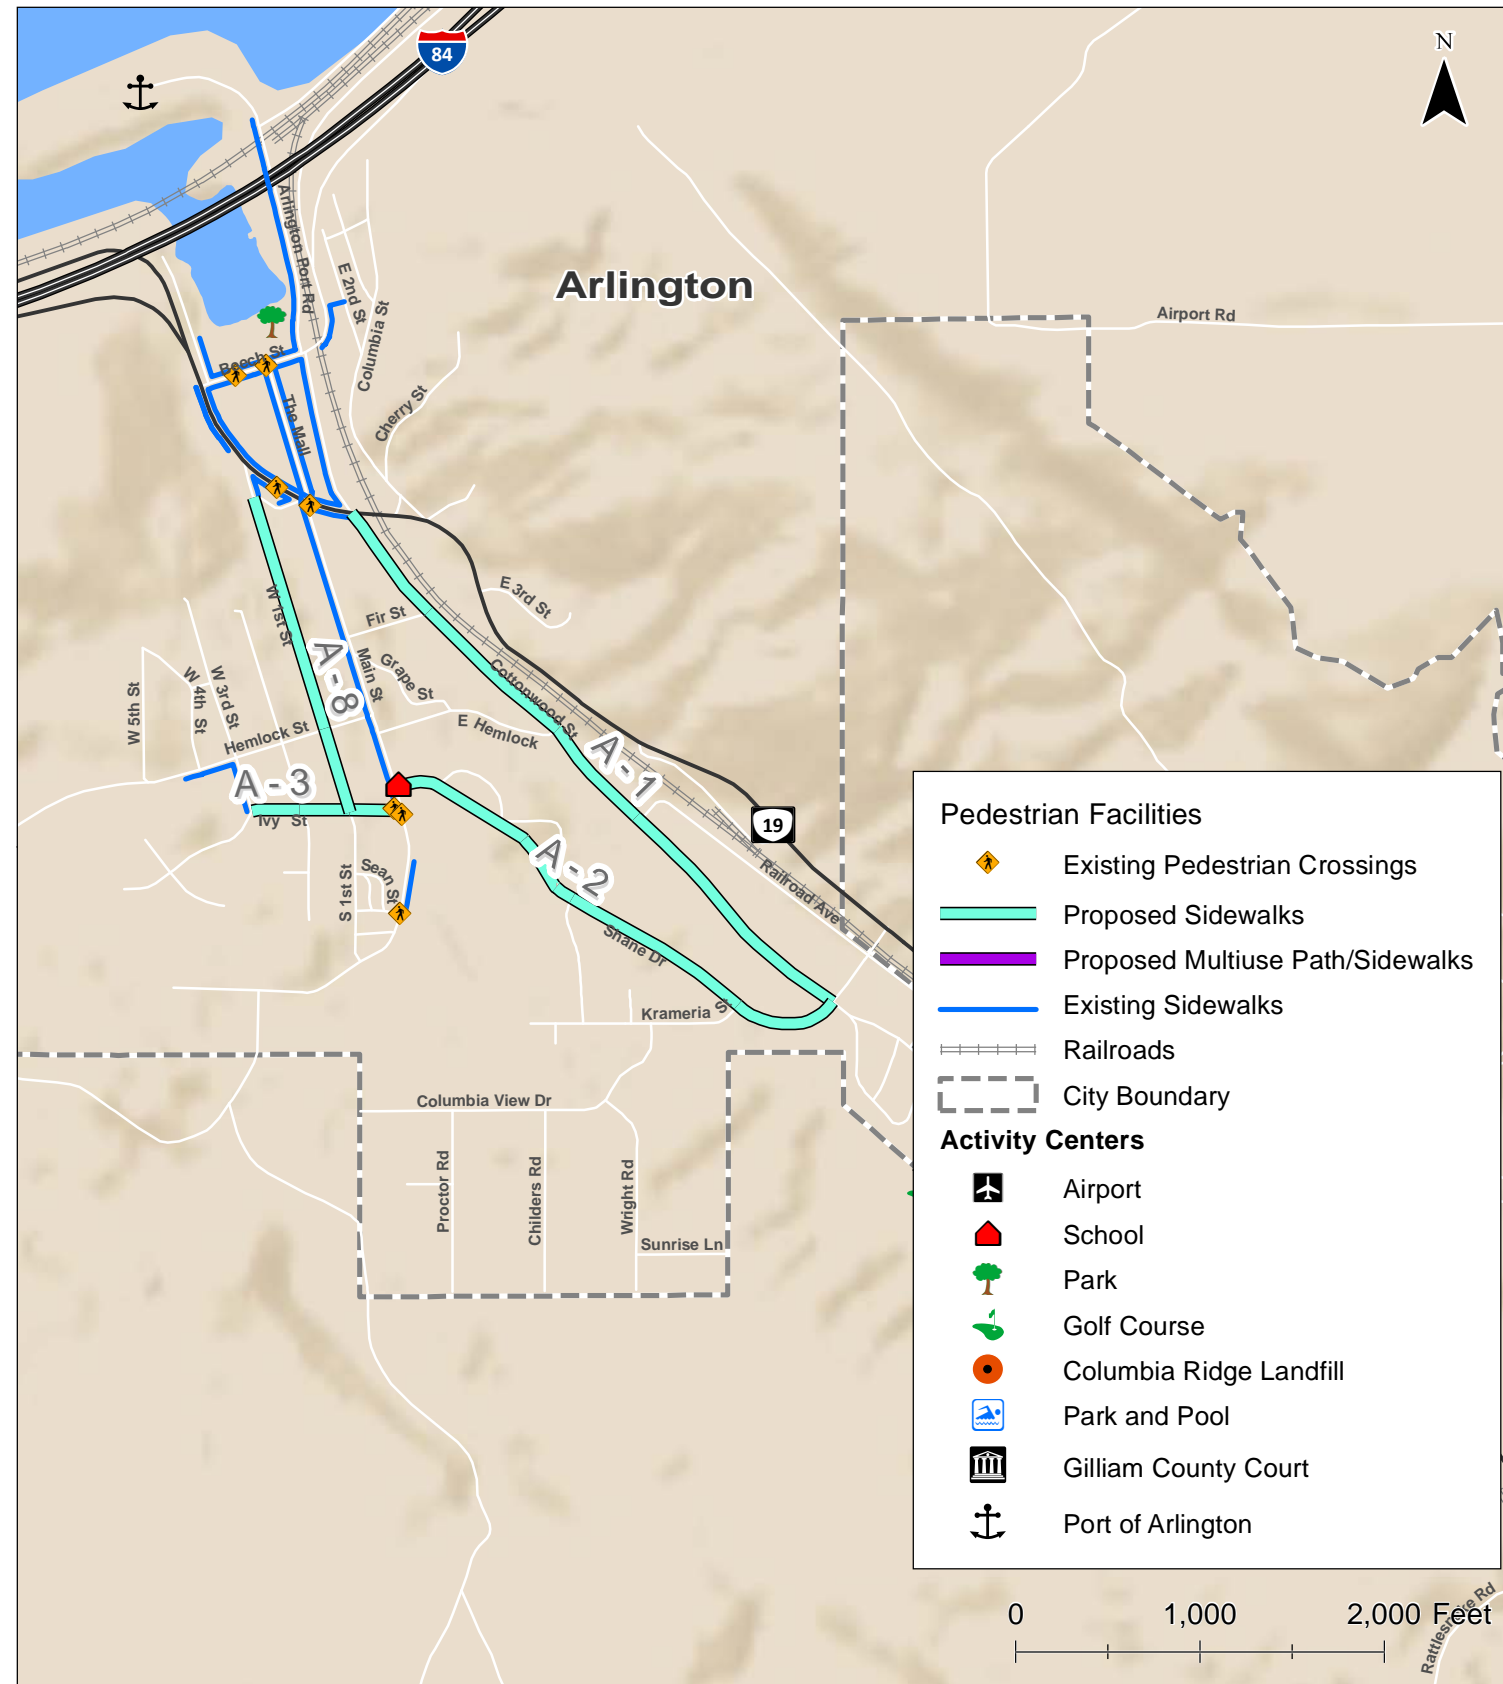 84
N
Arlington
Arlington Port Rd
E 2nd St
Columbia St
Airport Rd
Beech St
The Mall
Cherry St
E 3rd St
W 1st St
Fir St
A - 8
Main St
Grape St
Cottonwood St
W 5th St
W 4th St
W 3rd St
Hemlock St
E Hemlock
A - 1
A - 3
Ivy St
19
A - 2
Sean St
S 1st St
Railroad Ave
Shane Dr
Krameria St
Columbia View Dr
Proctor Rd
Childers Rd
Wright Rd
Sunrise Ln
Pedestrian Facilities
Existing Pedestrian Crossings
Proposed Sidewalks
Proposed Multiuse Path/Sidewalks
Existing Sidewalks
Railroads
City Boundary
Activity Centers
Airport
School
Park
Golf Course
Columbia Ridge Landfill
Park and Pool
Gilliam County Court
Port of Arlington
0 1,000 2,000 Feet
Rattlesnake Rd